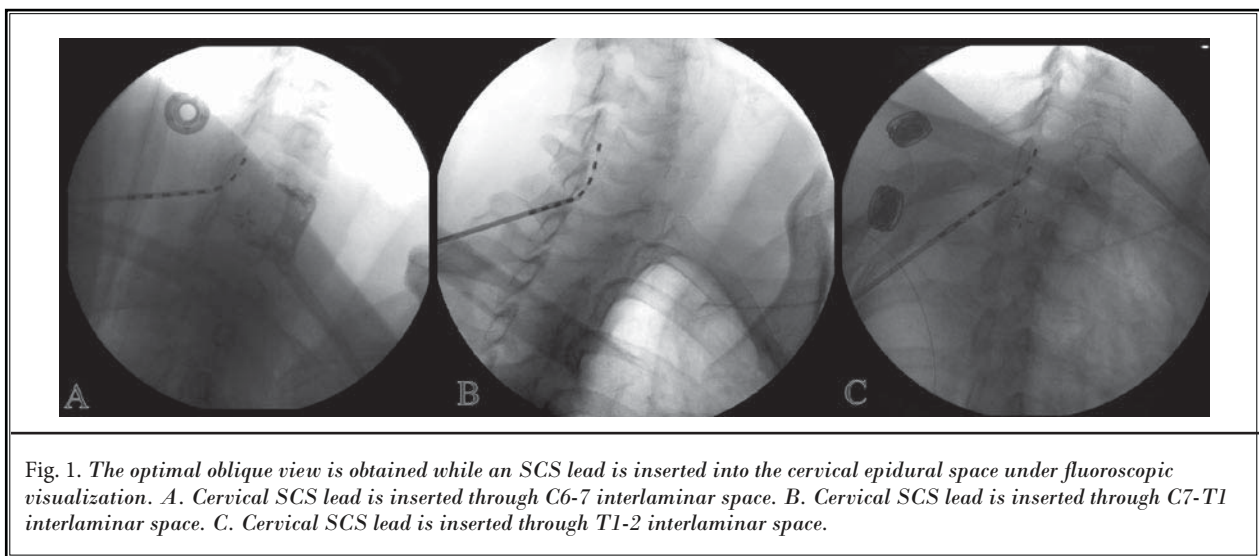 A
B
C
Fig. 1. The optimal oblique view is obtained while an SCS lead is inserted into the cervical epidural space under fluoroscopic
visualization. A. Cervical SCS lead is inserted through C6-7 interlaminar space. B. Cervical SCS lead is inserted through C7-T1
interlaminar space. C. Cervical SCS lead is inserted through T1-2 interlaminar space.